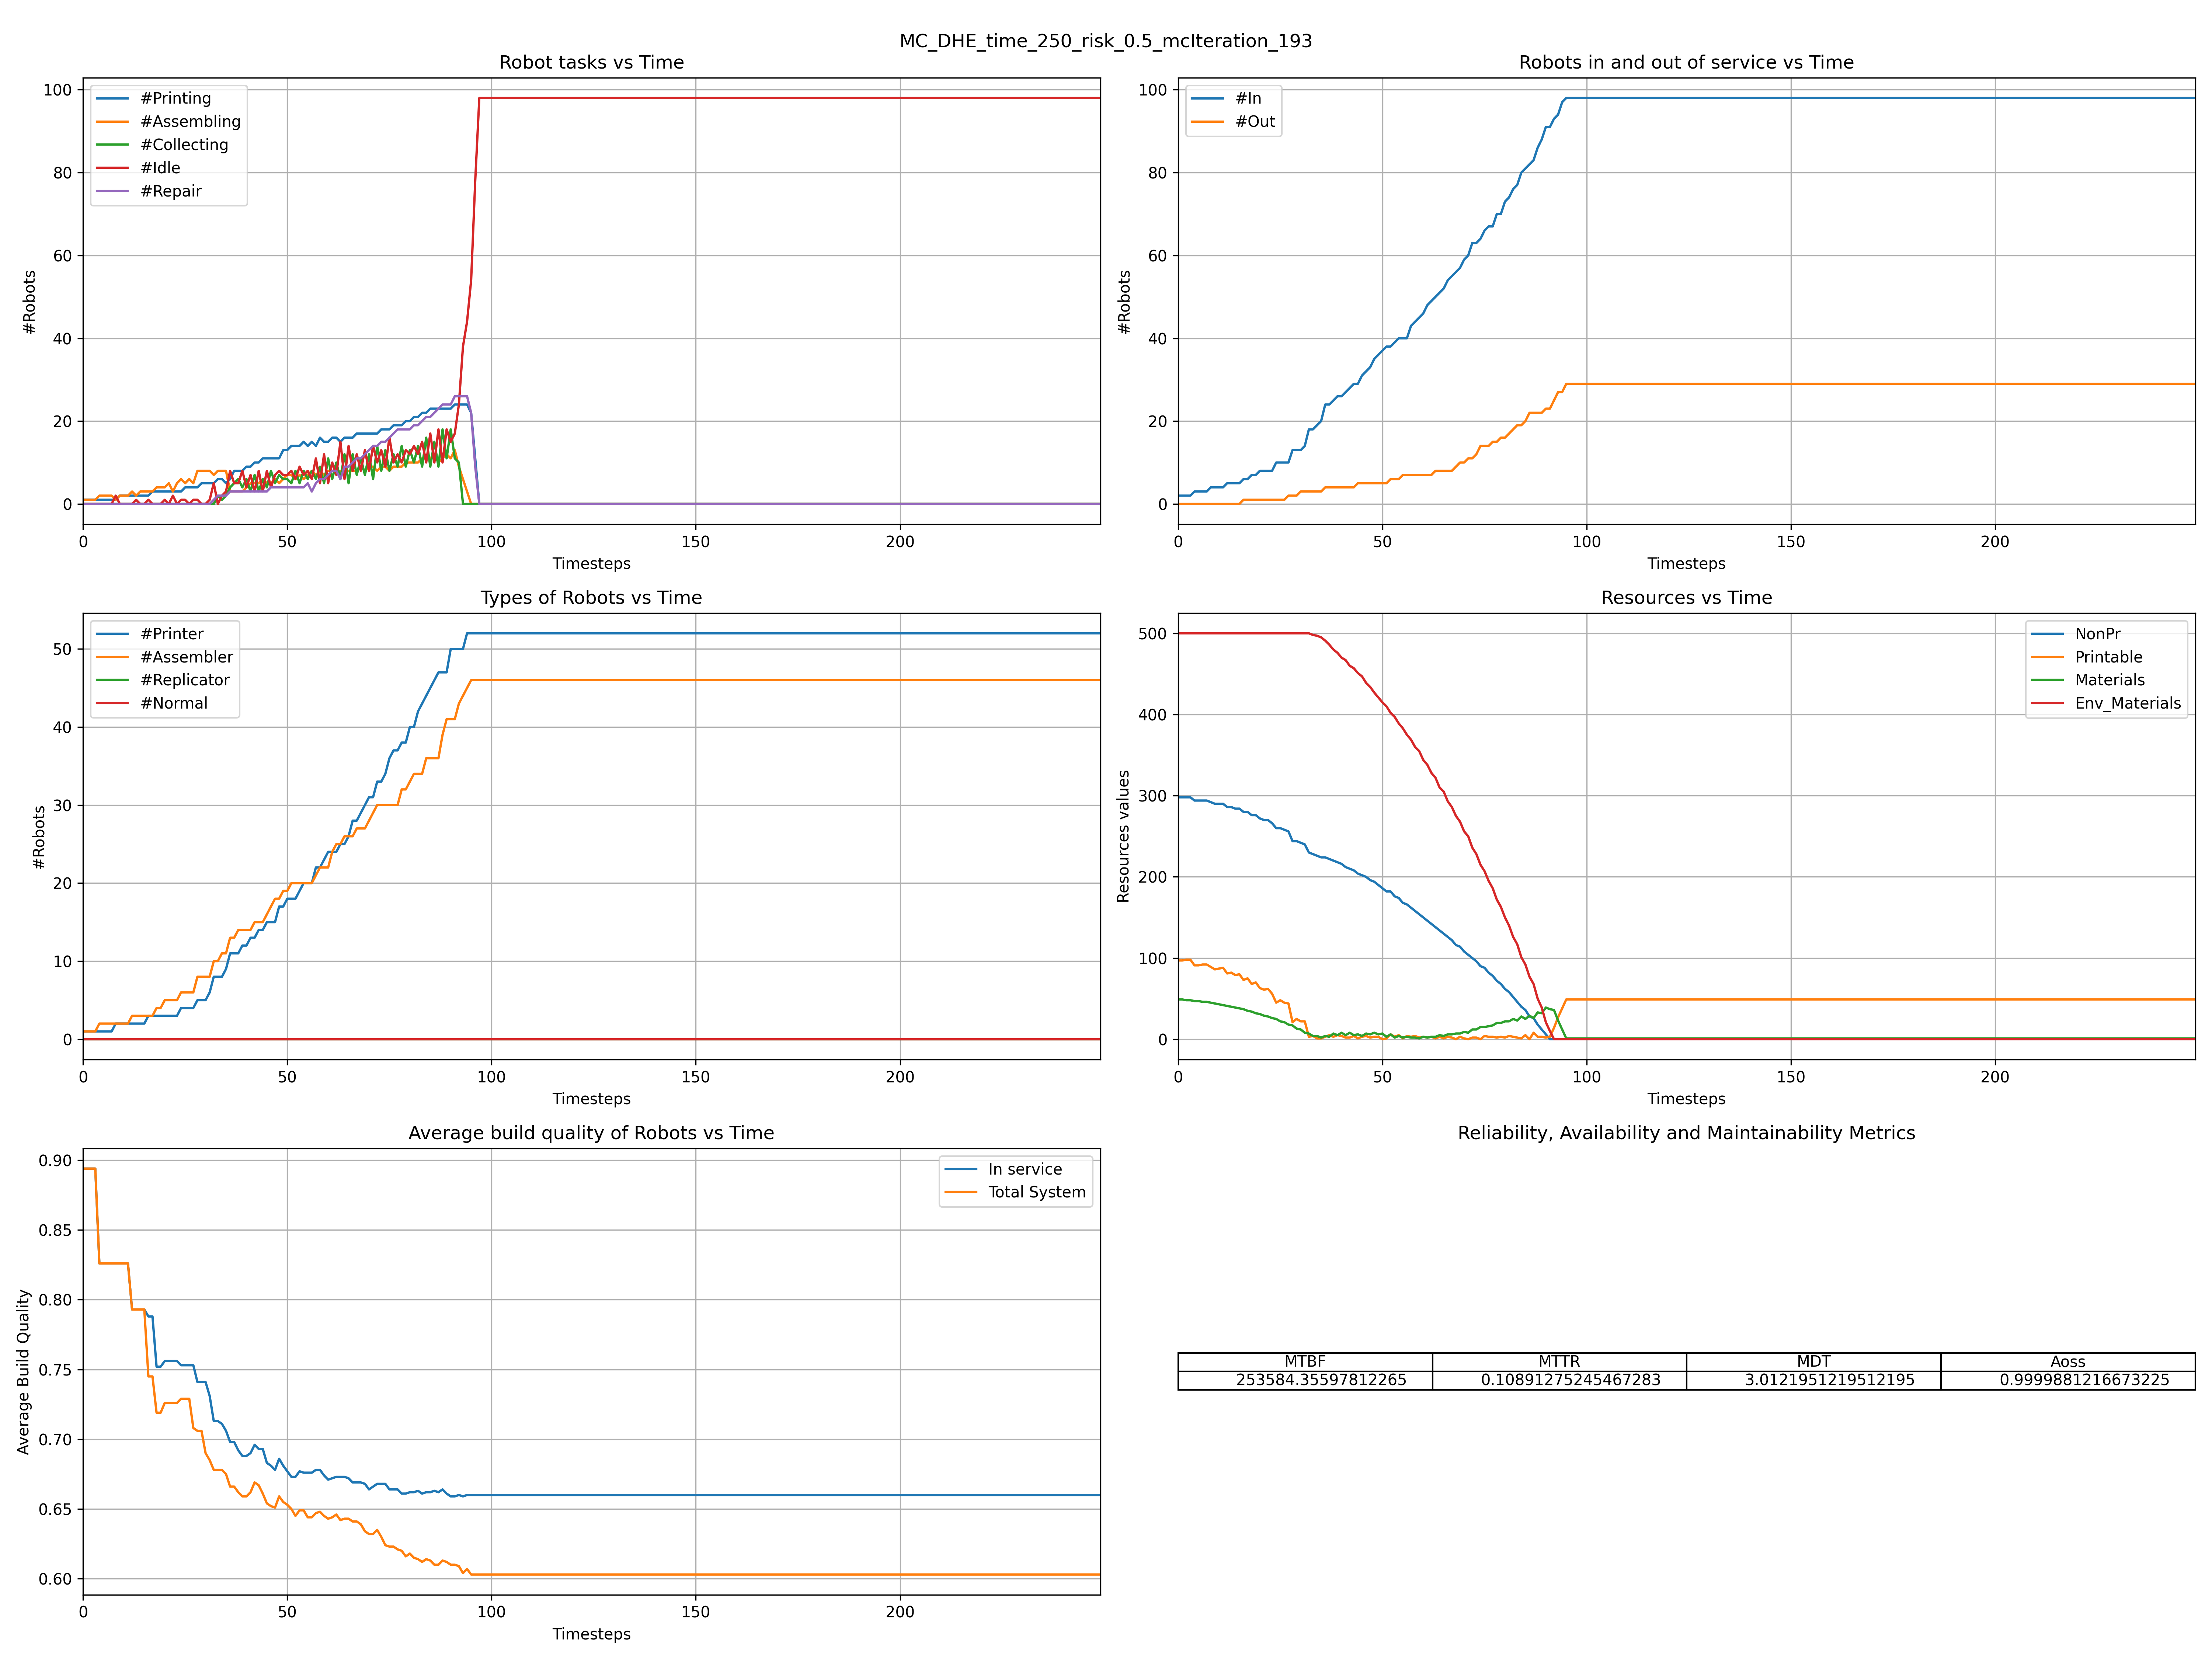 MC_DHE_time_250_risk_0.5_mcIteration_193
Robot tasks vs Time
#Robots
100
80
60
40
20
0
#Printing
#Assembling
#Collecting
#Idle
#Repair
0 50 100 150 200
Timesteps
Robots in and out of service vs Time
#Robots
100
80
60
40
20
0
#In
#Out
0 50 100 150 200
Timesteps
Types of Robots vs Time
#Robots
50
40
30
20
10
0
#Printer
#Assembler
#Replicator
#Normal
0 50 100 150 200
Timesteps
Resources vs Time
Resources values
500
400
300
200
100
0
NonPr
Printable
Materials
Env_Materials
0 50 100 150 200
Timesteps
Average build quality of Robots vs Time
Average Build Quality
0.90
0.85
0.80
0.75
0.70
0.65
0.60
In service
Total System
0 50 100 150 200
Timesteps
Reliability, Availability and Maintainability Metrics
MTBF MTTR MDT Aoss
253584.35597812265 0.10891275245467283 3.0121951219512195 0.9999881216673225